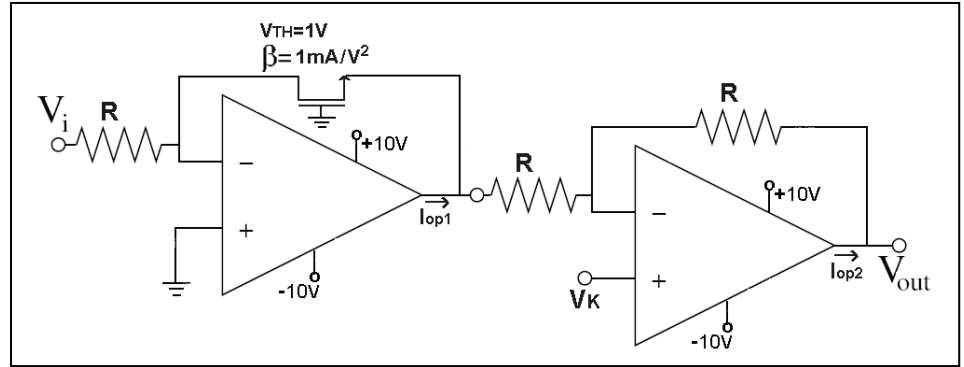 VTH=1V
β=1mA/V²
Vi
R
+10V
−
+
-10V
Iop1
R
R
+10V
−
+
VK
-10V
Iop2
Vout